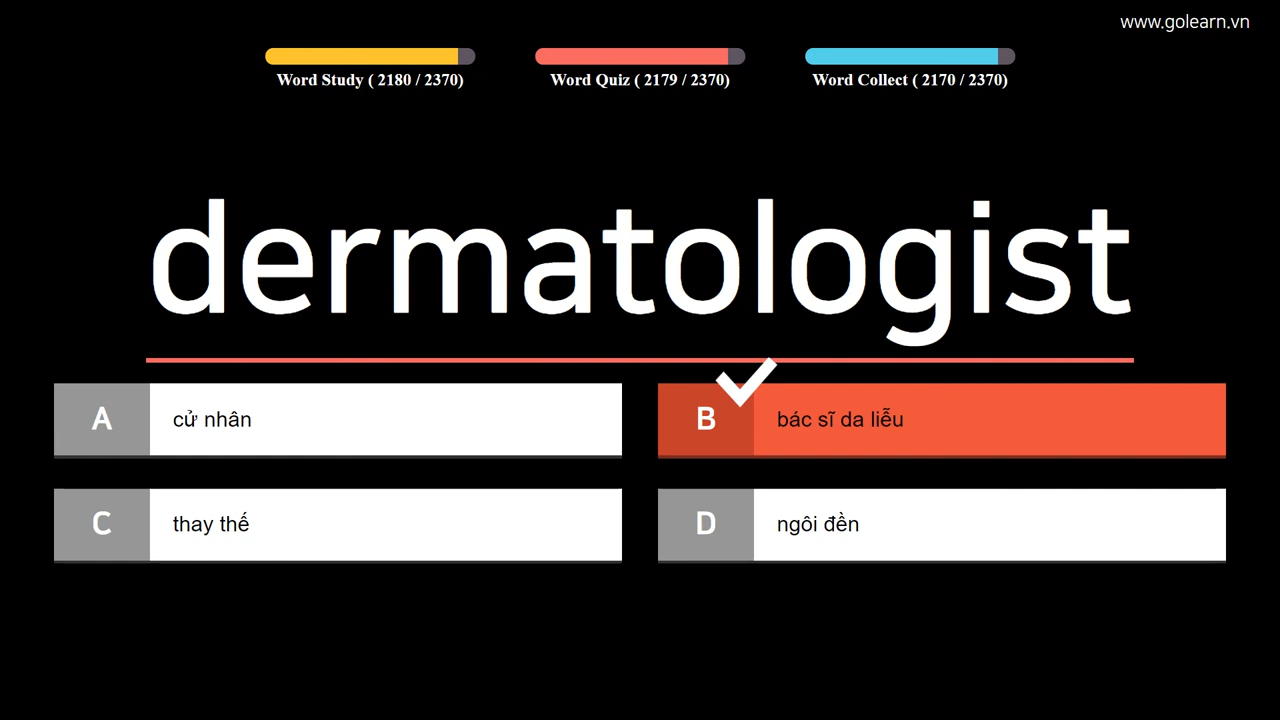 www.golearn.vn
Word Study ( 2180 / 2370)
Word Quiz ( 2179 / 2370)
Word Collect ( 2170 / 2370)
dermatologist
A cử nhân
B bác sĩ da liễu
C thay thế
D ngôi đền